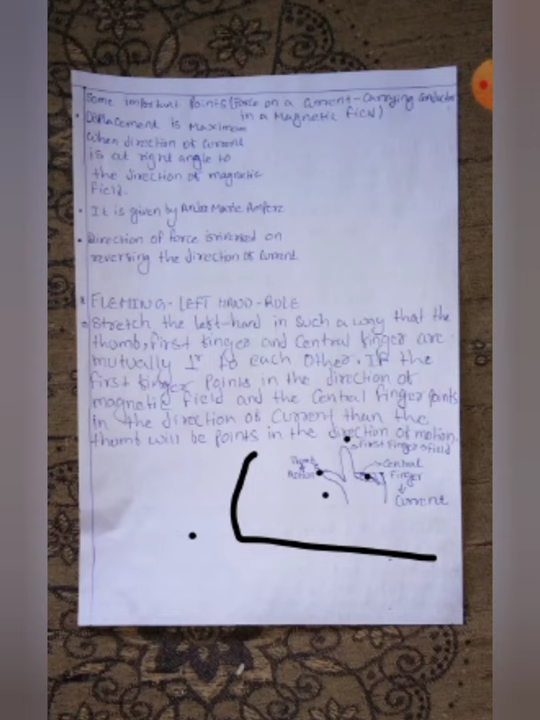 Some important Points (Force on a Current-Carrying Conductor
in a Magnetic Field)
• Displacement is Maximum
when direction of current
is at right angle to
the direction of magnetic
field.
• It is given by Andre Marie Ampere
• Direction of force is reversed on
reversing the direction of current
* FLEMING-LEFT HAND-RULE
Stretch the left-hand in such a way that the
thumb, first finger and central finger are
mutually Ir to each other. If the
first finger points in the direction of
magnetic field and the central finger points
in the direction of current than the
thumb will be points in the direction of motion.
First finger → field
Thumb
Motion
Central
finger
↓
Current